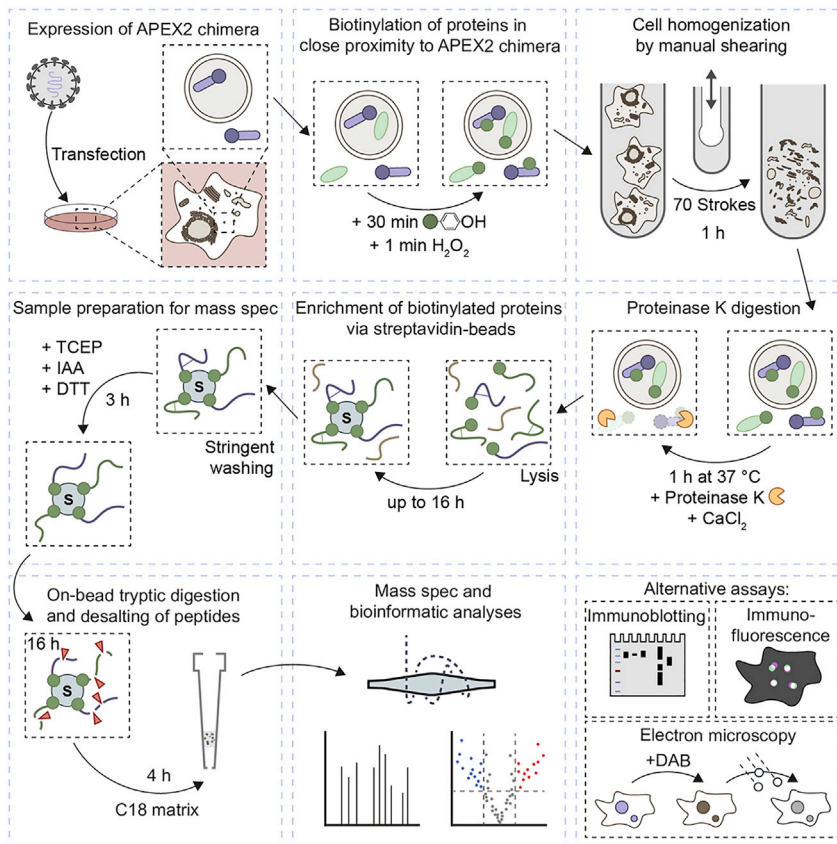 Expression of APEX2 chimera
Transfection
Biotinylation of proteins in
close proximity to APEX2 chimera
+ 30 min OH
+ 1 min H₂O₂
Cell homogenization
by manual shearing
70 Strokes
1 h
Sample preparation for mass spec
+ TCEP
+ IAA
+ DTT
3 h
S
Stringent
washing
S
Enrichment of biotinylated proteins
via streptavidin-beads
S
Lysis
up to 16 h
Proteinase K digestion
1 h at 37 °C
+ Proteinase K
+ CaCl₂
On-bead tryptic digestion
and desalting of peptides
16 h
S
4 h
C18 matrix
Mass spec and
bioinformatic analyses
Alternative assays:
Immunoblotting
Immuno-
fluorescence
Electron microscopy
+DAB